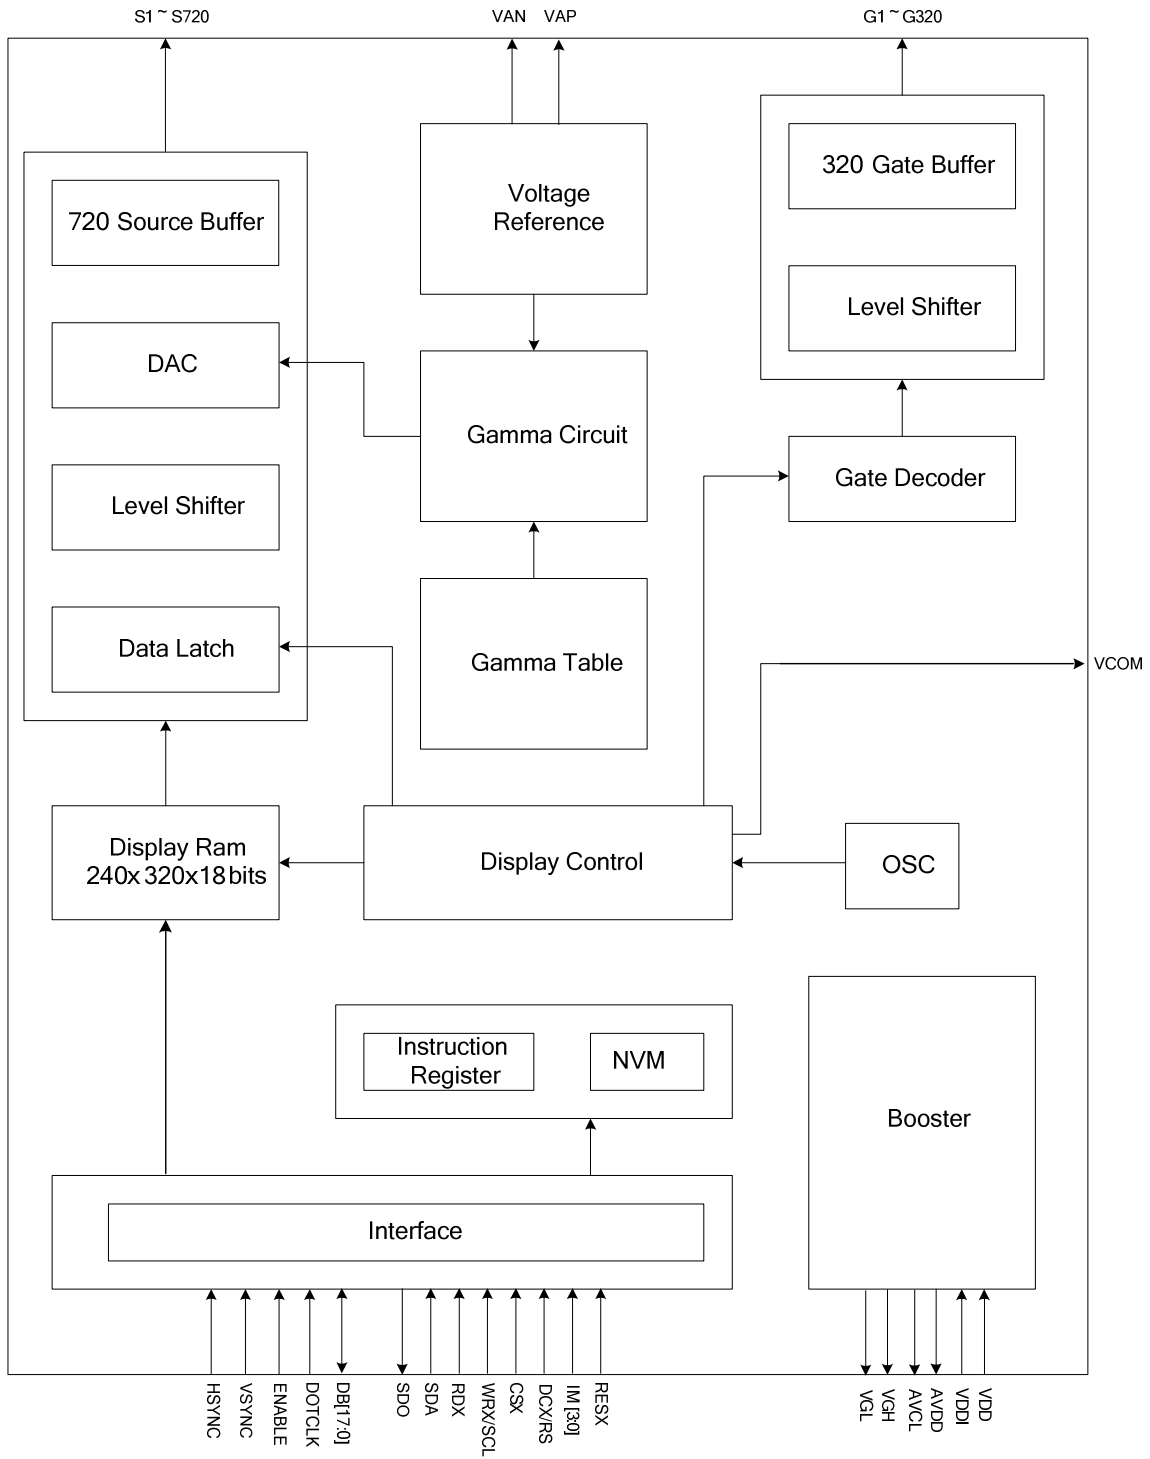 S1~S720
VAN
VAP
G1~G320
720 Source Buffer
DAC
Level Shifter
Data Latch
Voltage
Reference
Gamma Circuit
Gamma Table
320 Gate Buffer
Level Shifter
Gate Decoder
VCOM
Display Ram
240x320x18bits
Display Control
OSC
Instruction
Register
NVM
Booster
Interface
HSYNC
VSYNC
ENABLE
DOTCLK
DB[17:0]
SDO
SDA
RDX
WRX/SCL
CSX
DCX/RS
IM[3:0]
RESX
VGL
VGH
AVCL
AVDD
VDDI
VDD